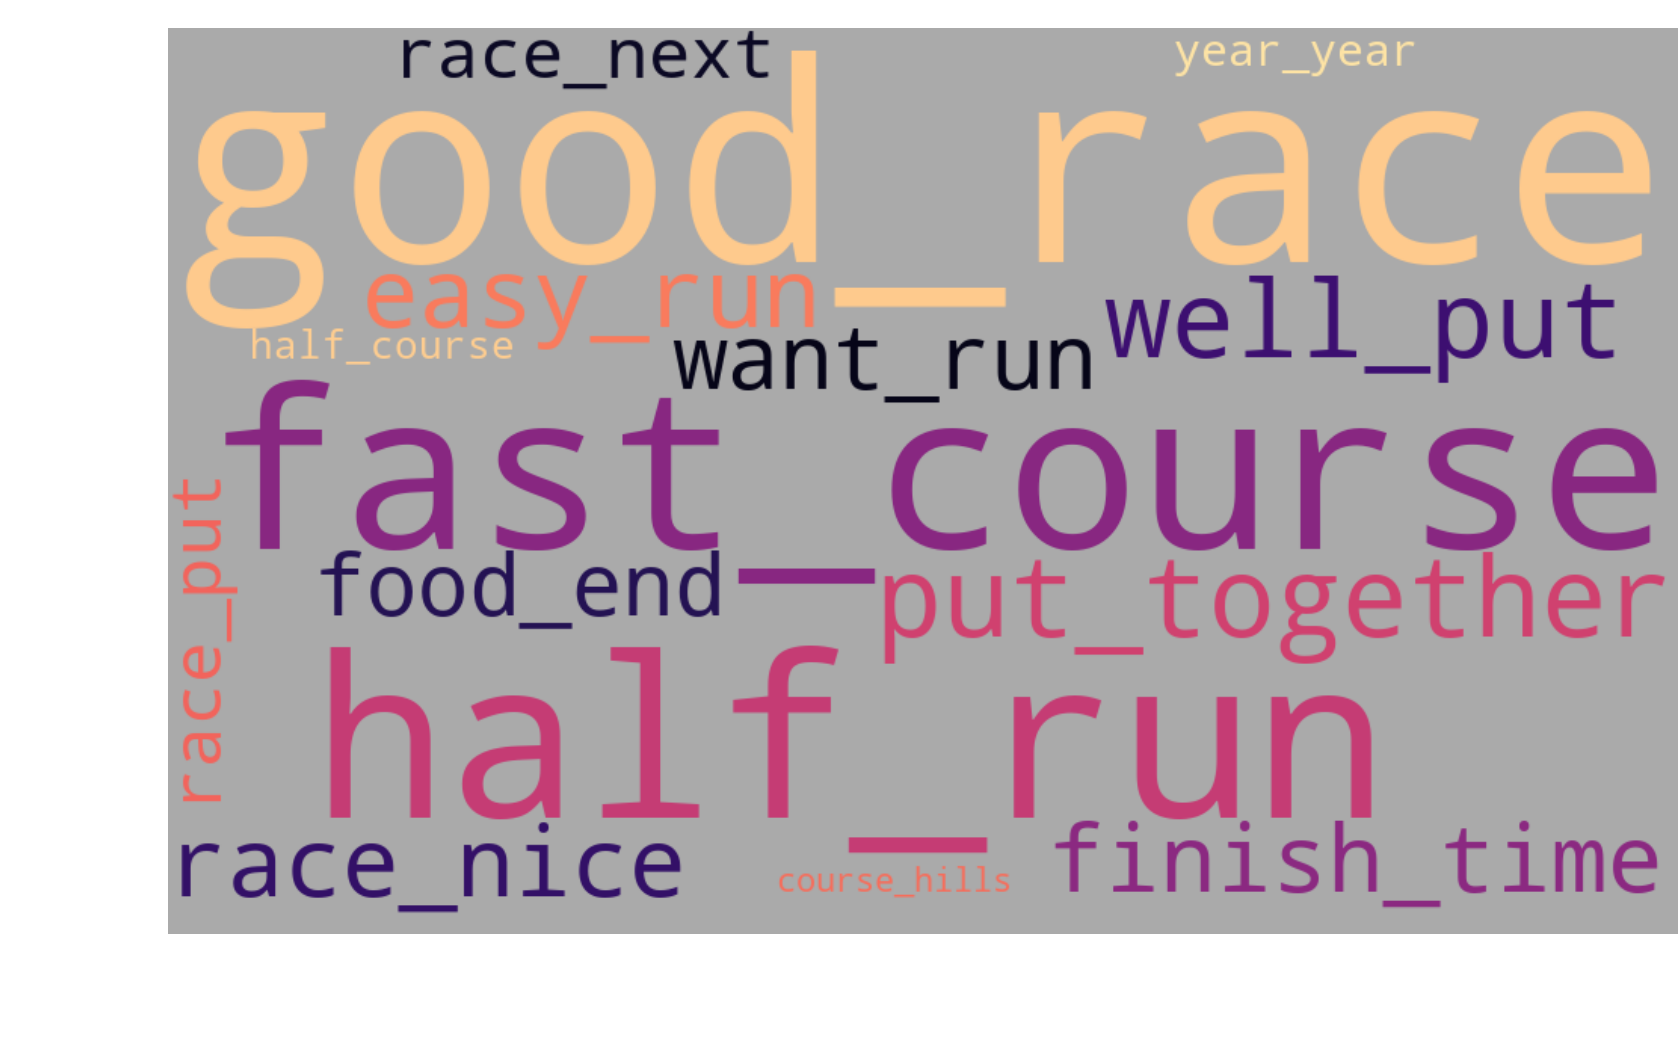 race_next
year_year
good_race
easy_run
well_put
half_course
want_run
fast_course
race_put
food_end
put_together
half_run
race_nice
course_hills
finish_time